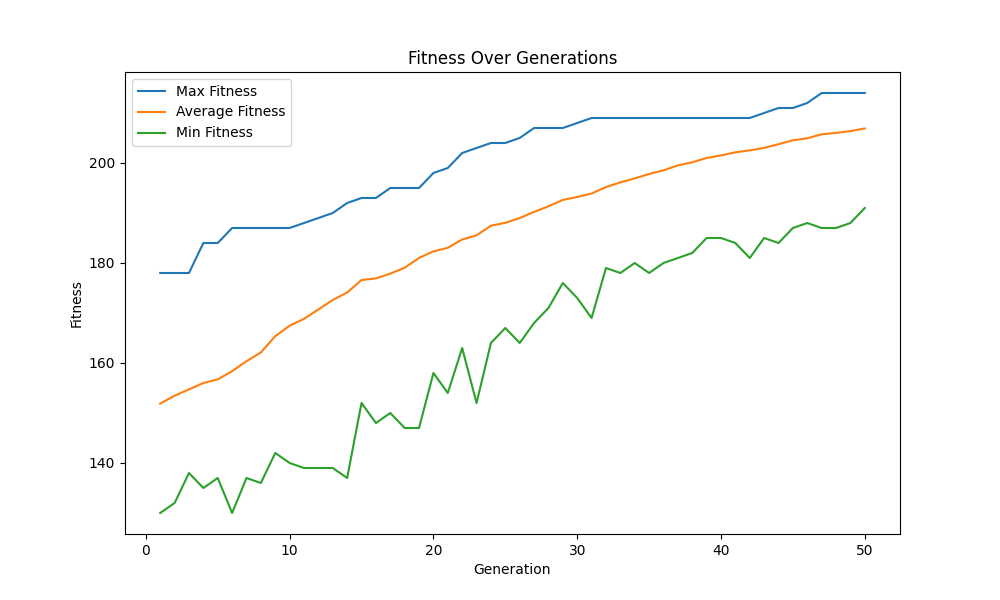 Fitness Over Generations
Max Fitness
Average Fitness
Min Fitness
Fitness
200
180
160
140
0 10 20 30 40 50
Generation